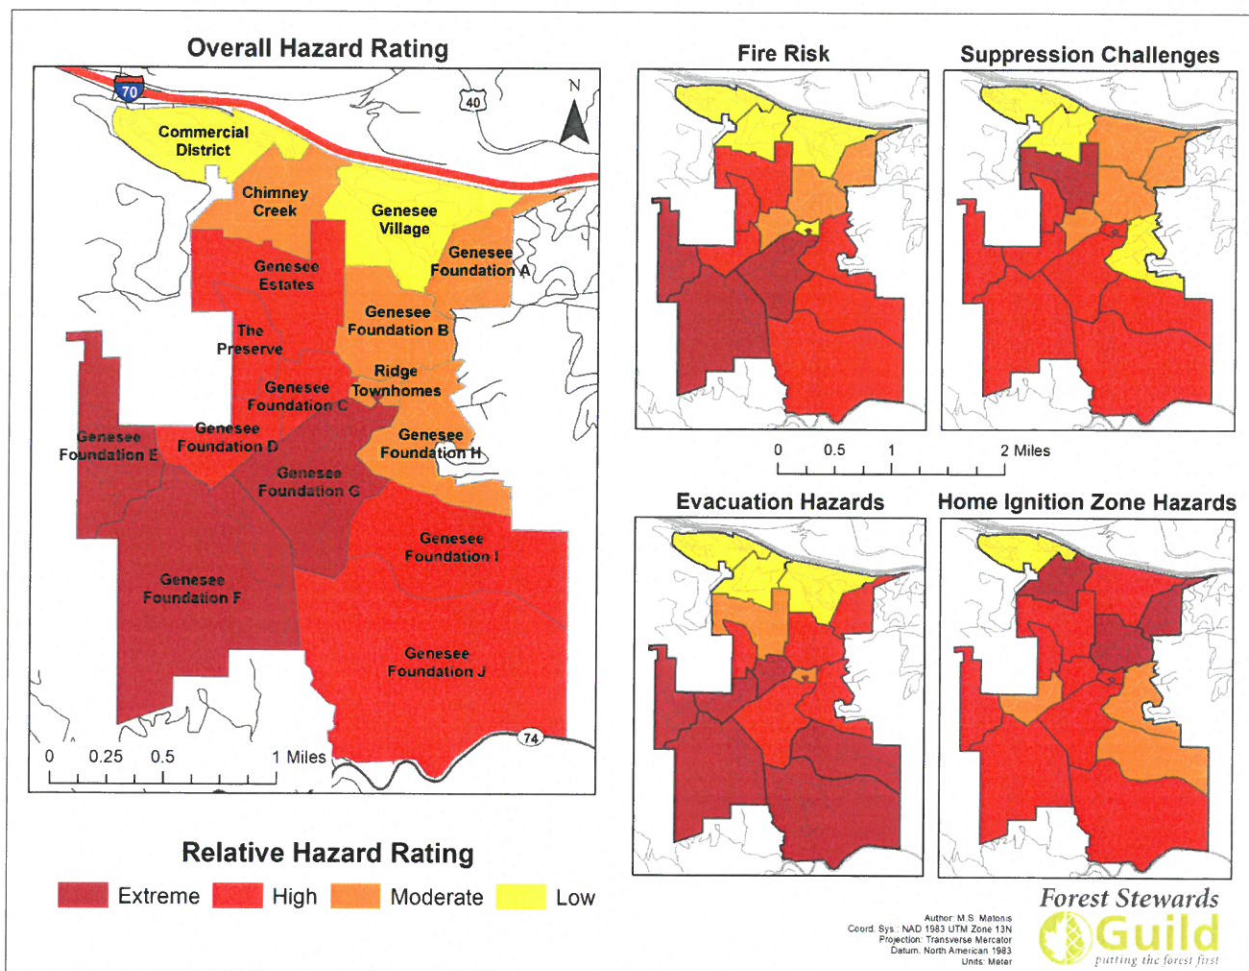 Overall Hazard Rating
70
40
N
Commercial
District
Chimney
Creek
Genesee
Village
Genesee
Foundation A
Genesee
Estates
Genesee
Foundation B
The
Preserve
Ridge
Townhomes
Genesee
Foundation C
Genesee
Foundation E
Genesee
Foundation D
Genesee
Foundation H
Genesee
Foundation G
Genesee
Foundation I
Genesee
Foundation F
Genesee
Foundation J
74
0 0.25 0.5 1 Miles
Fire Risk
Suppression Challenges
0 0.5 1 2 Miles
Evacuation Hazards
Home Ignition Zone Hazards
Relative Hazard Rating
Extreme High Moderate Low
Author: M.S. Matonis
Coord. Sys.: NAD 1983 UTM Zone 13N
Projection: Transverse Mercator
Datum: North American 1983
Units: Meter
Forest Stewards
Guild
putting the forest first